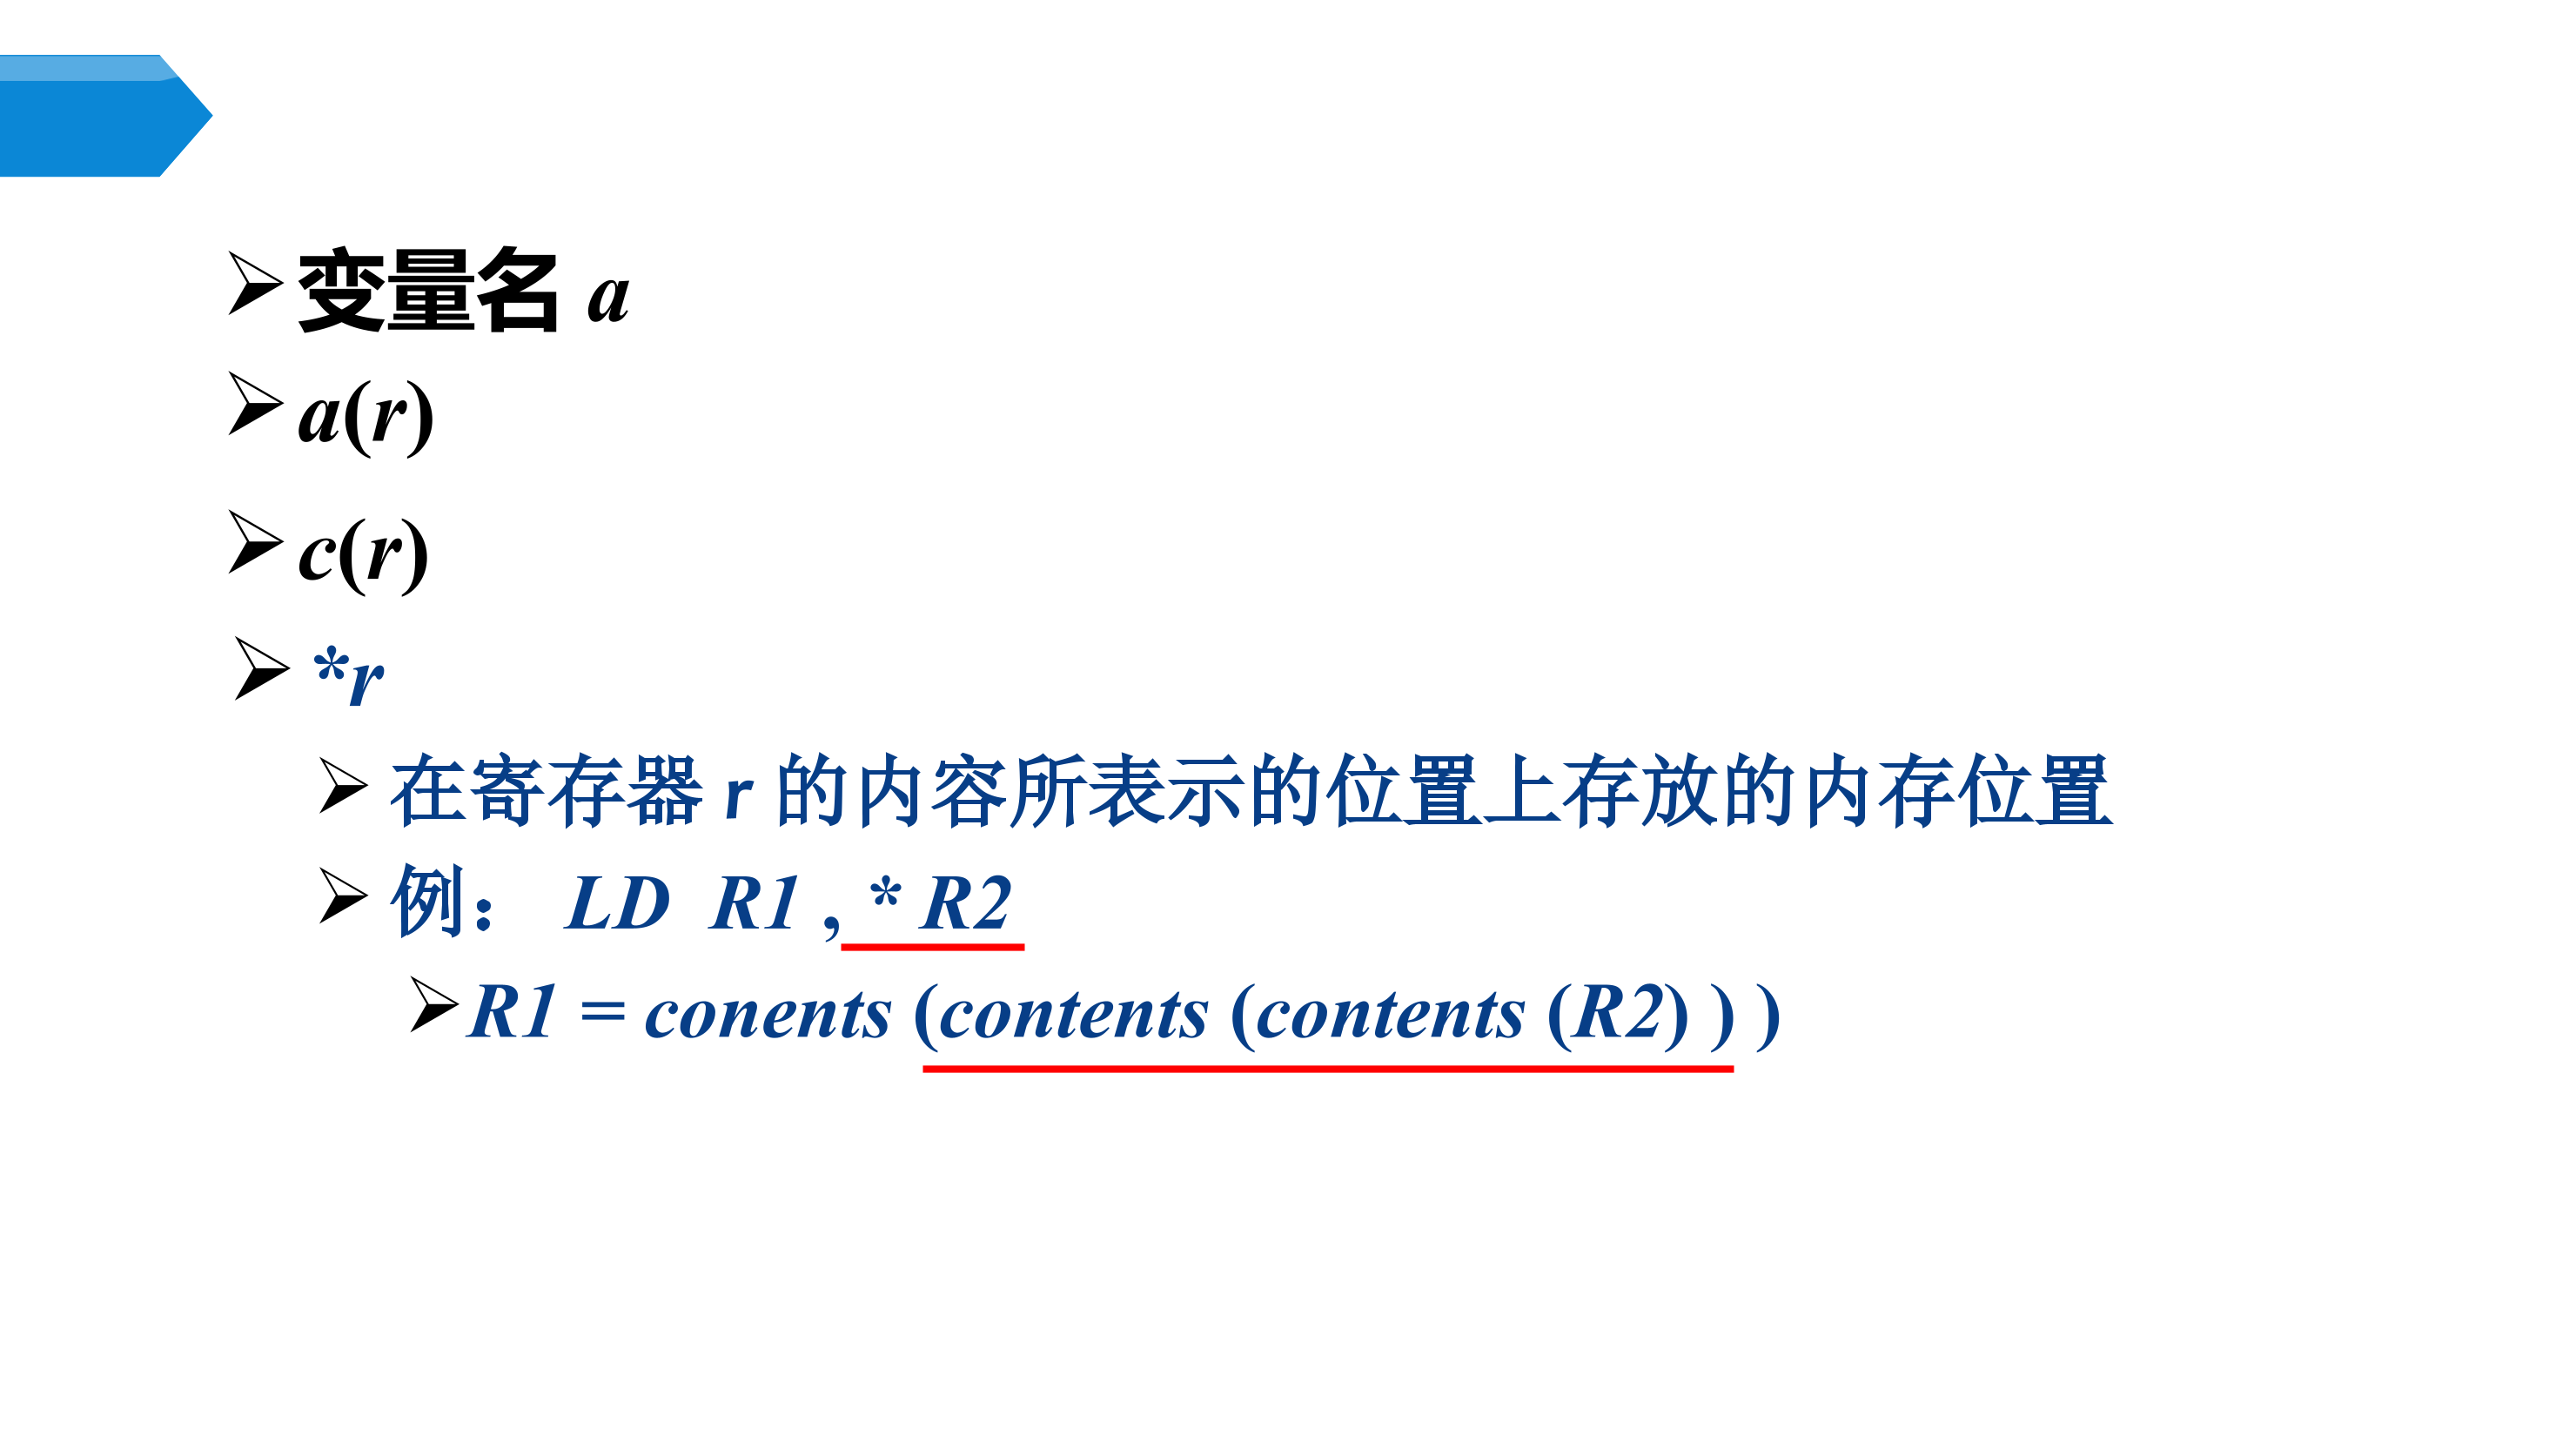 变量名 a
a(r)
c(r)
*r
在寄存器 r 的内容所表示的位置上存放的内存位置
例： LD R1 , * R2
R1 = conents (contents (contents (R2) ) )